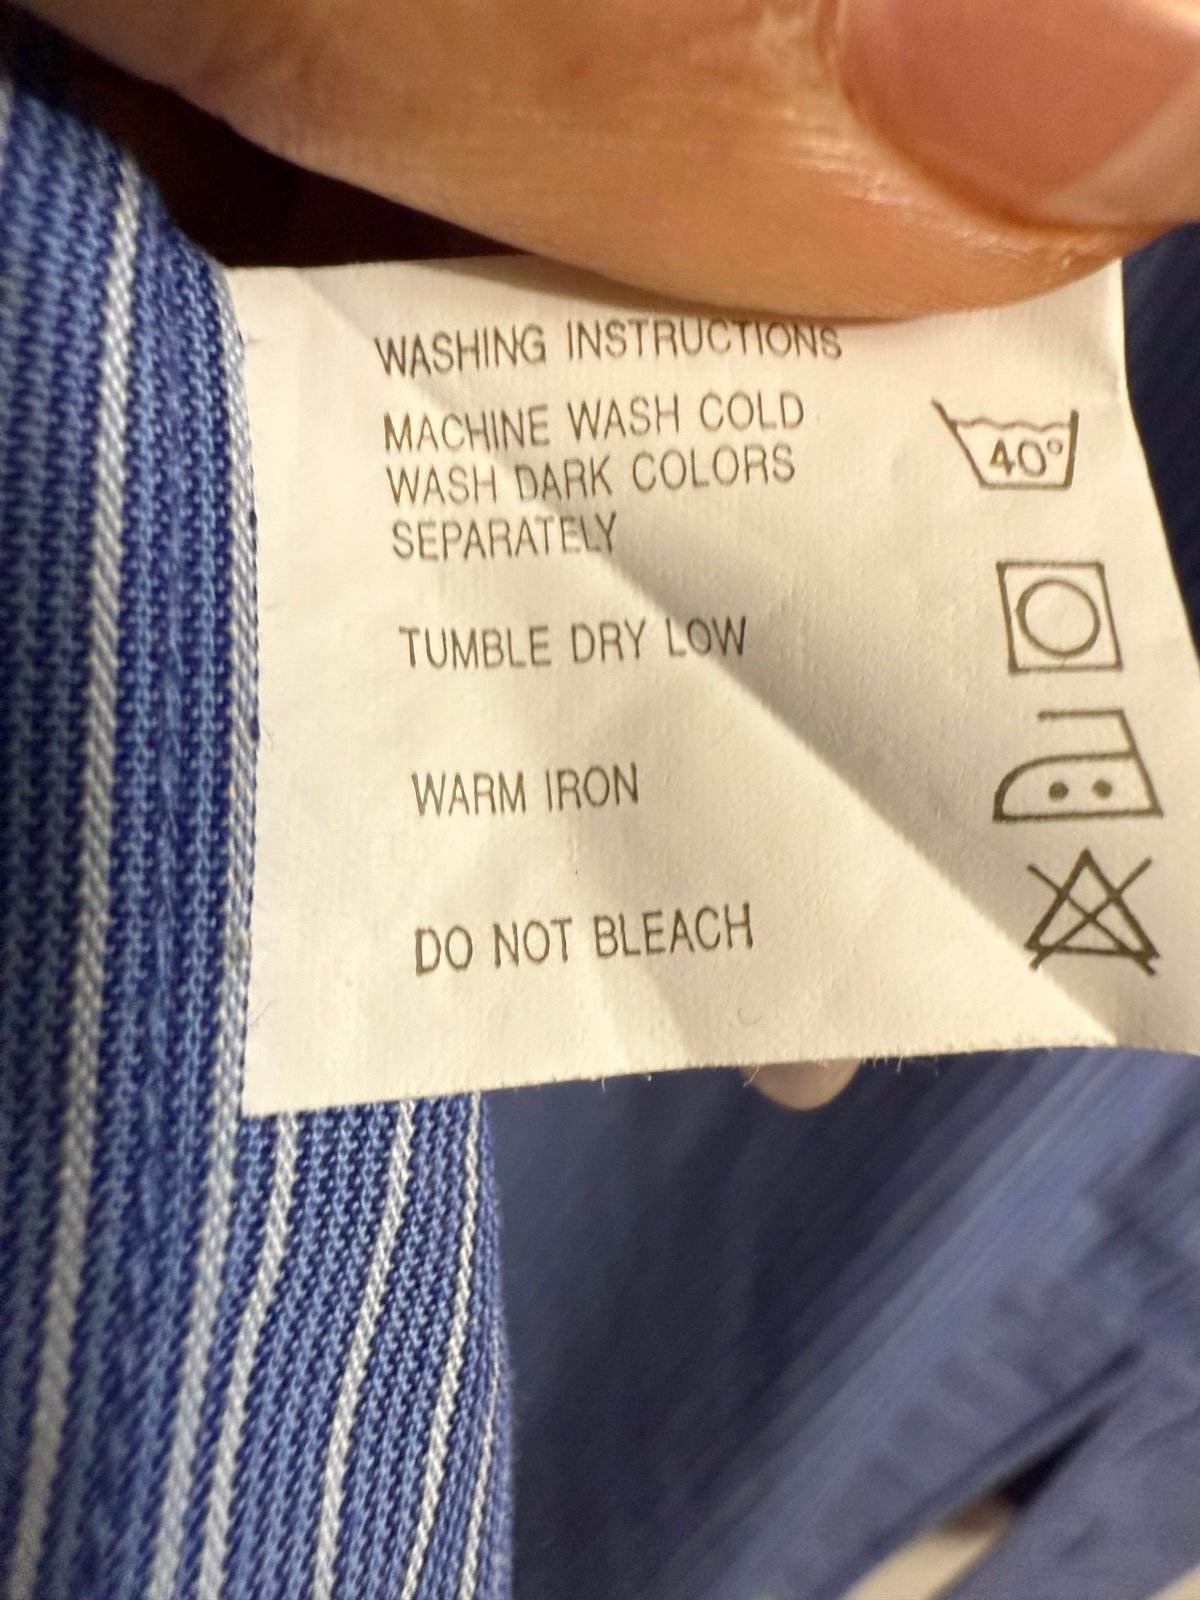 WASHING INSTRUCTIONS
MACHINE WASH COLD
WASH DARK COLORS
SEPARATELY
40°
TUMBLE DRY LOW
WARM IRON
DO NOT BLEACH